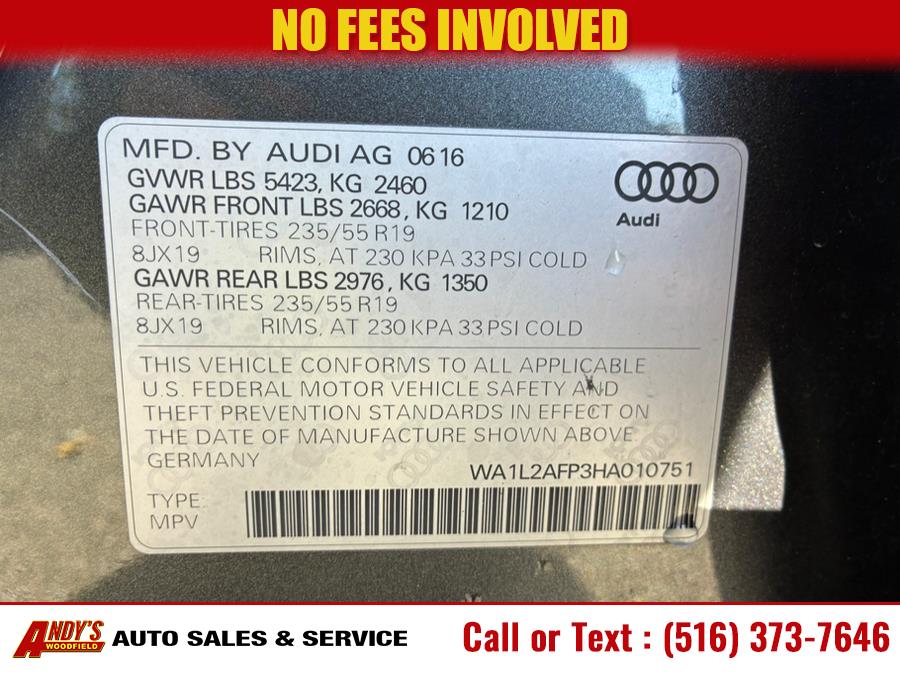 NO FEES INVOLVED
MFD. BY AUDI AG 06 16
GVWR LBS 5423, KG 2460
GAWR FRONT LBS 2668, KG 1210
FRONT-TIRES 235/55 R19
8JX19 RIMS, AT 230 KPA 33 PSI COLD
GAWR REAR LBS 2976, KG 1350
REAR-TIRES 235/55 R19
8JX19 RIMS, AT 230 KPA 33 PSI COLD
Audi
THIS VEHICLE CONFORMS TO ALL APPLICABLE
U.S. FEDERAL MOTOR VEHICLE SAFETY AND
THEFT PREVENTION STANDARDS IN EFFECT ON
THE DATE OF MANUFACTURE SHOWN ABOVE.
GERMANY WA1L2AFP3HA010751
TYPE:
MPV
ANDY'S
WOODFIELD
AUTO SALES & SERVICE
Call or Text : (516) 373-7646